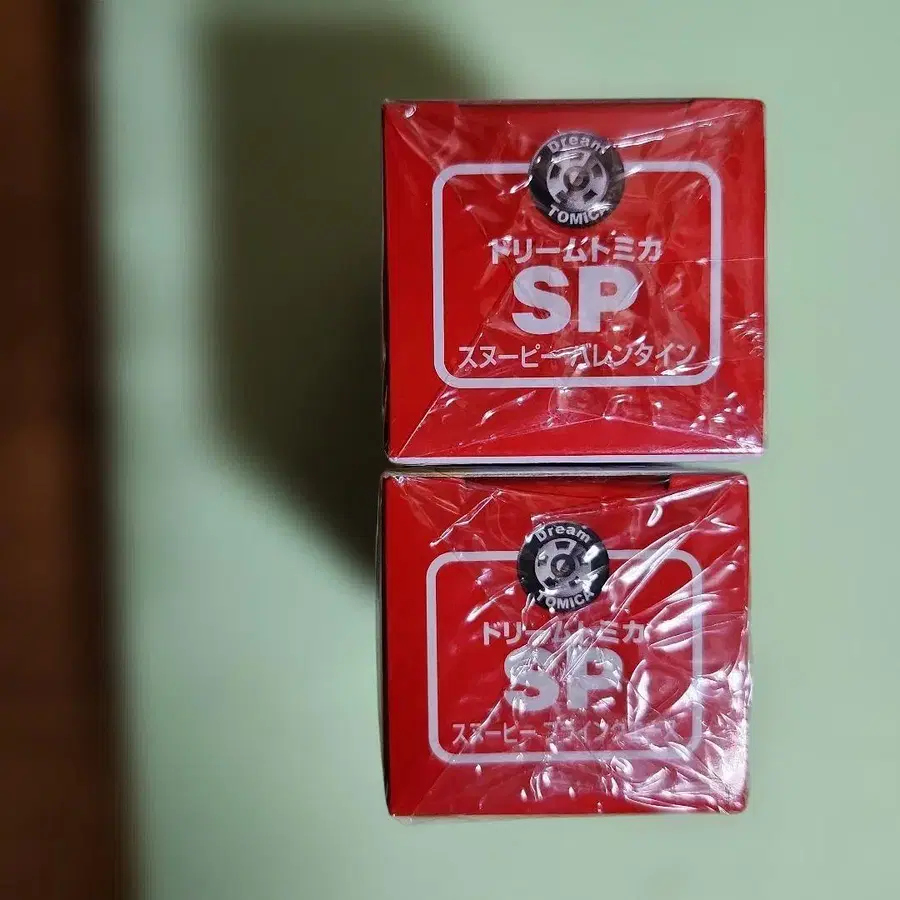 Dream
TOMICA
ドリームトミカ
SP
スヌーピー バレンタイン
Dream
TOMICA
ドリームトミカ
SP
スヌーピー